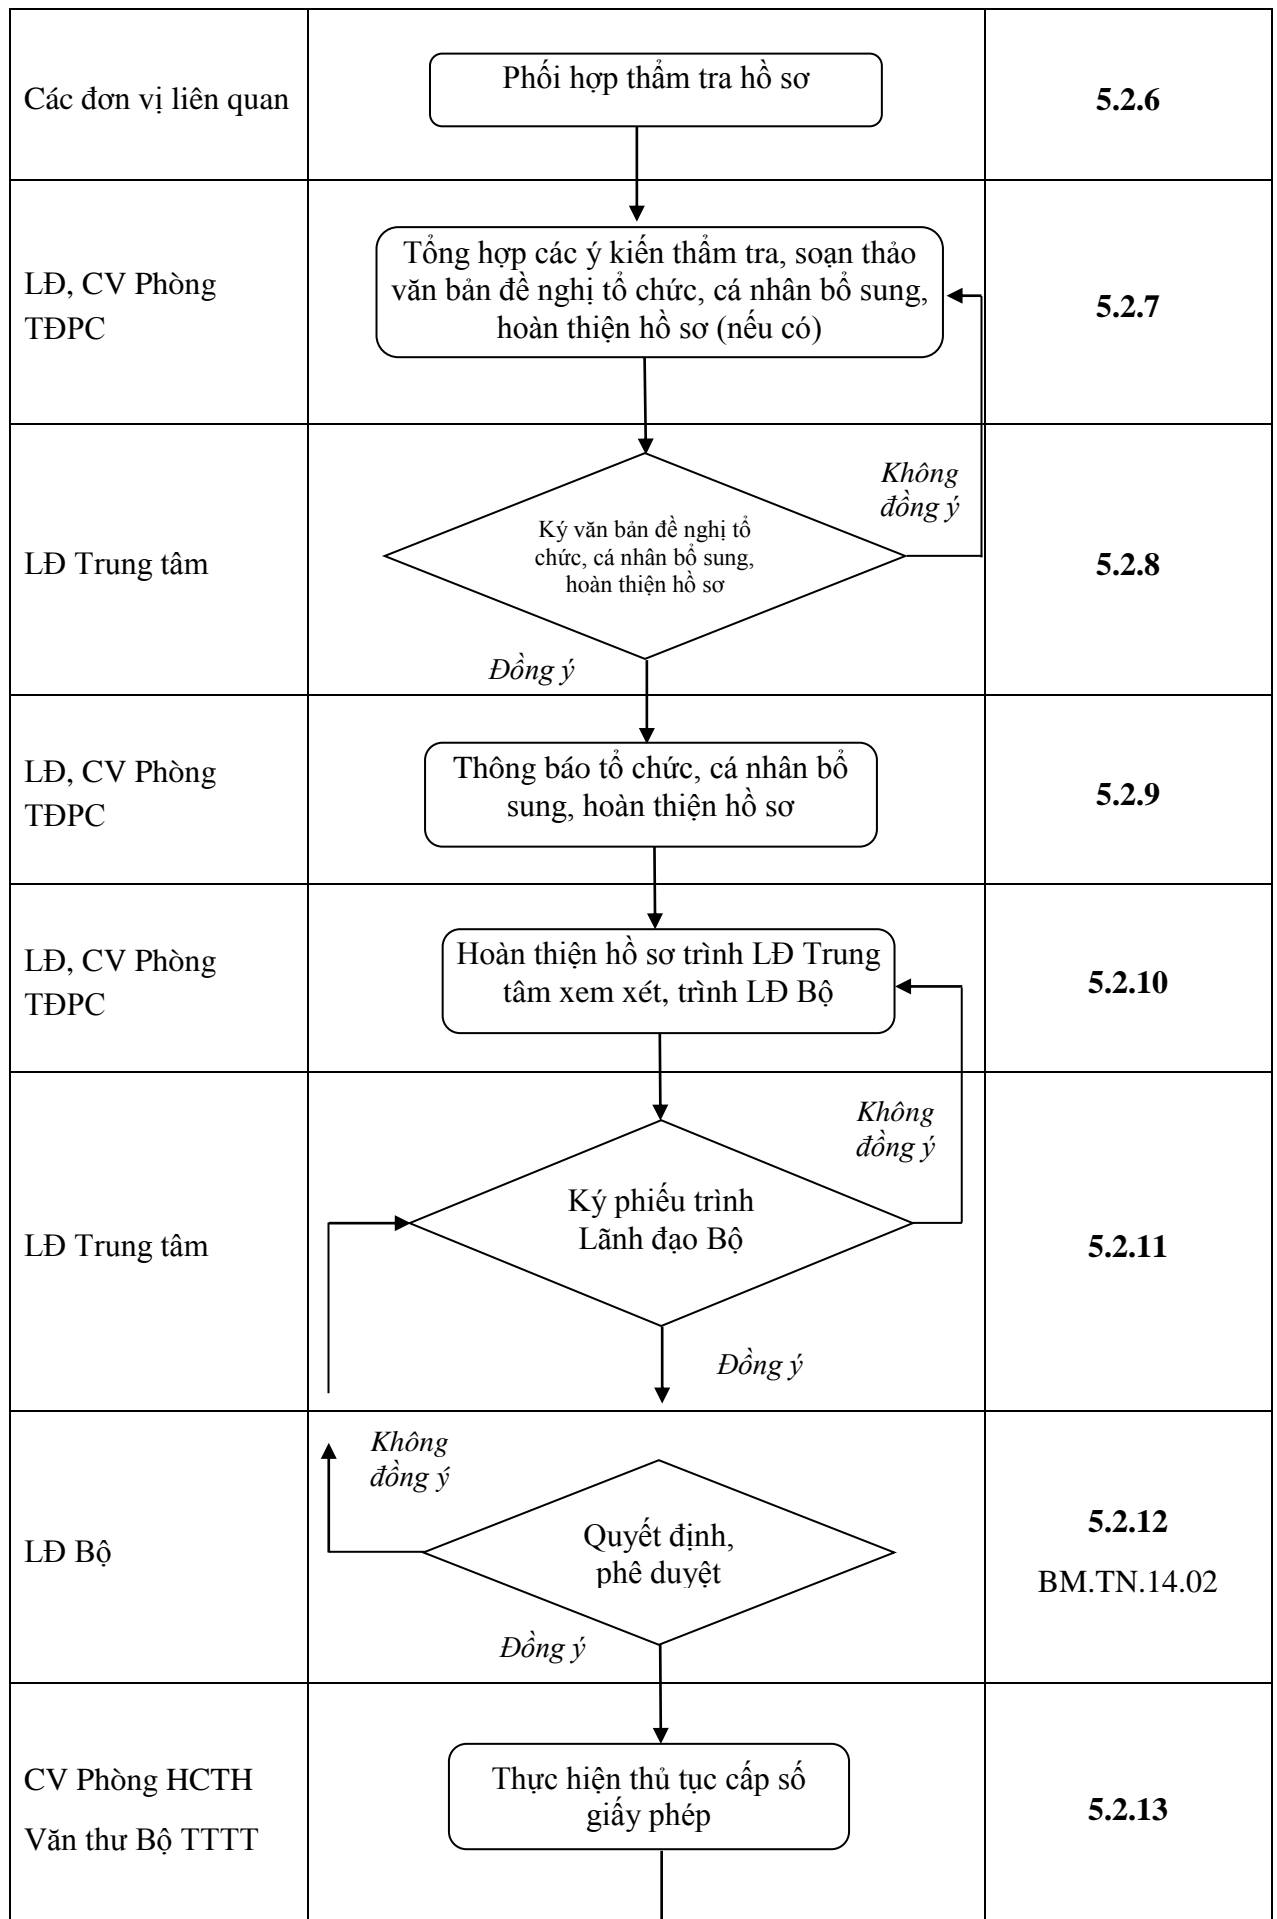 Các đơn vị liên quan
Phối hợp thẩm tra hồ sơ
5.2.6
LĐ, CV Phòng
TĐPC
Tổng hợp các ý kiến thẩm tra, soạn thảo
văn bản đề nghị tổ chức, cá nhân bổ sung,
hoàn thiện hồ sơ (nếu có)
5.2.7
LĐ Trung tâm
Ký văn bản đề nghị tổ
chức, cá nhân bổ sung,
hoàn thiện hồ sơ
Không
đồng ý
Đồng ý
5.2.8
LĐ, CV Phòng
TĐPC
Thông báo tổ chức, cá nhân bổ
sung, hoàn thiện hồ sơ
5.2.9
LĐ, CV Phòng
TĐPC
Hoàn thiện hồ sơ trình LĐ Trung
tâm xem xét, trình LĐ Bộ
5.2.10
LĐ Trung tâm
Ký phiếu trình
Lãnh đạo Bộ
Không
đồng ý
Đồng ý
5.2.11
LĐ Bộ
Không
đồng ý
Quyết định,
phê duyệt
Đồng ý
5.2.12
BM.TN.14.02
CV Phòng HCTH
Văn thư Bộ TTTT
Thực hiện thủ tục cấp số
giấy phép
5.2.13